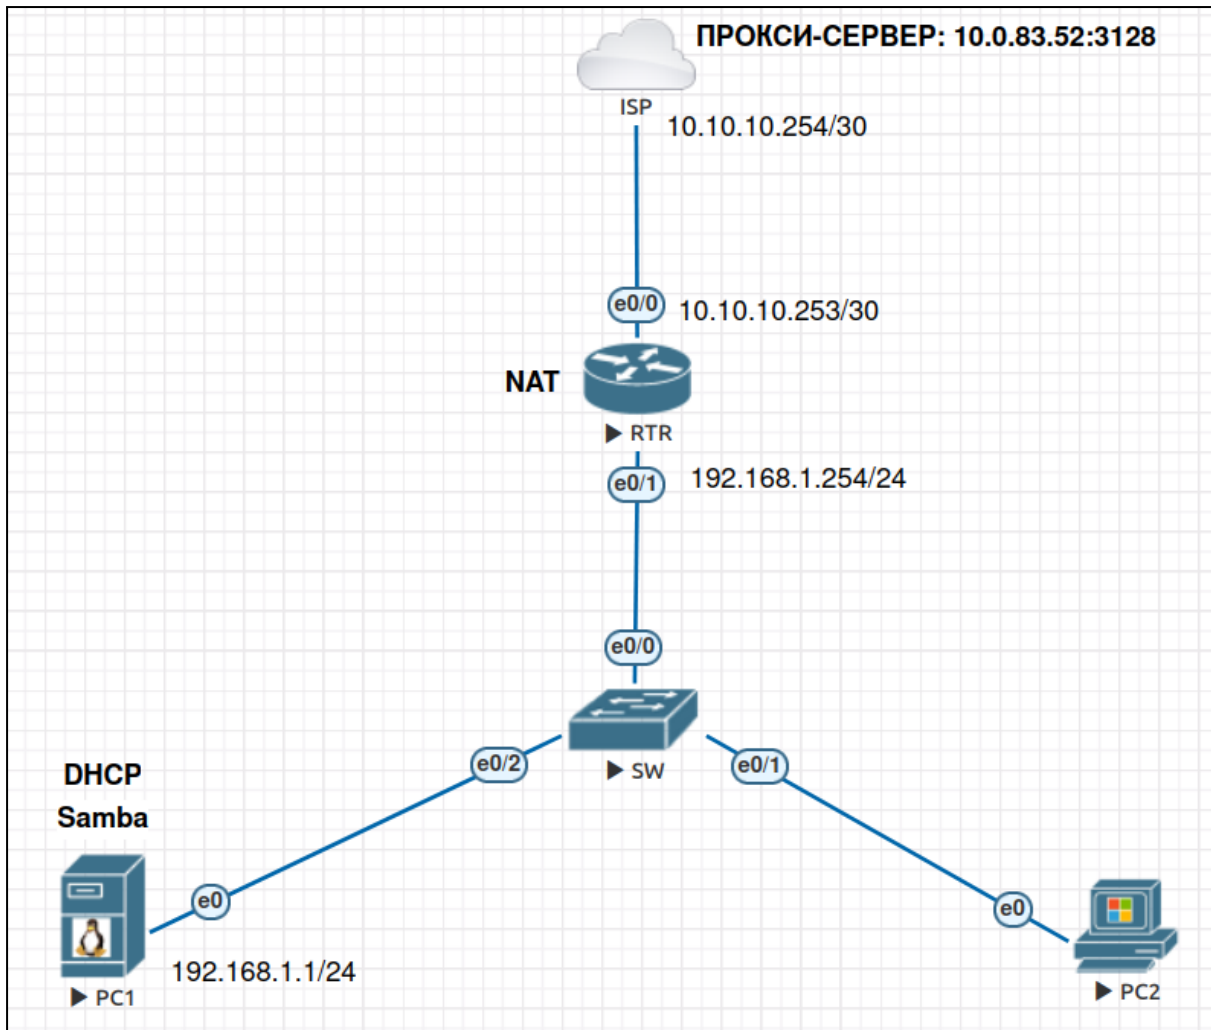 ПРОКСИ-СЕРВЕР: 10.0.83.52:3128
ISP
10.10.10.254/30
e0/0
10.10.10.253/30
NAT
RTR
e0/1
192.168.1.254/24
e0/0
e0/2
SW
e0/1
DHCP
Samba
e0
e0
192.168.1.1/24
PC1
PC2